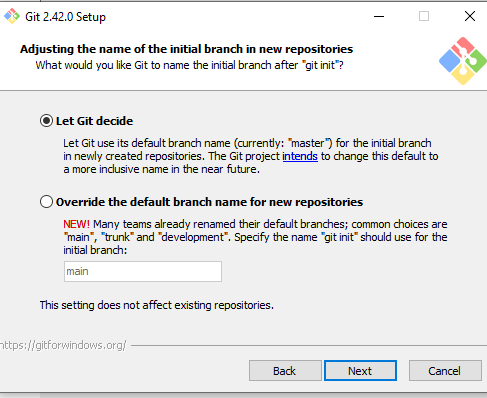 Git 2.42.0 Setup
Adjusting the name of the initial branch in new repositories
What would you like Git to name the initial branch after "git init"?
Let Git decide
Let Git use its default branch name (currently: "master") for the initial branch
in newly created repositories. The Git project intends to change this default to
a more inclusive name in the near future.
Override the default branch name for new repositories
NEW! Many teams already renamed their default branches; common choices are
"main", "trunk" and "development". Specify the name "git init" should use for the
initial branch:
main
This setting does not affect existing repositories.
https://gitforwindows.org/
Back
Next
Cancel